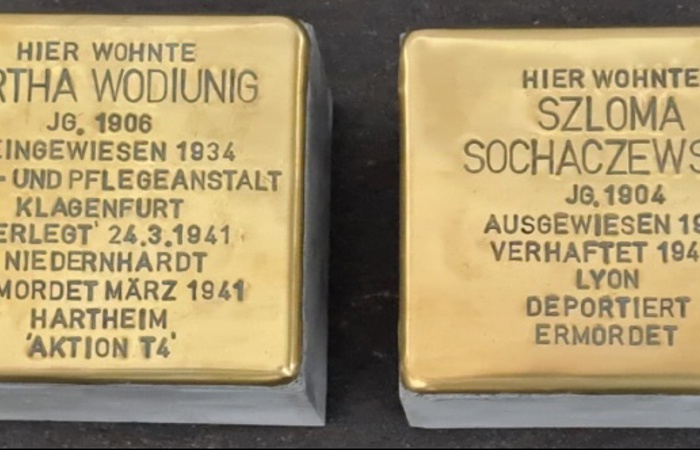 HIER WOHNTE
RTHA WODIUNIG
JG. 1906
EINGEWIESEN 1934
- UND PFLEGEANSTALT
KLAGENFURT
ERLEGT' 24.3.1941
NIEDERNHARDT
MORDET MÄRZ 1941
HARTHEIM
'AKTION T4'
HIER WOHNTE
SZLOMA
SOCHACZEWS
JG. 1904
AUSGEWIESEN 19
VERHAFTET 194
LYON
DEPORTIERT
ERMORDET